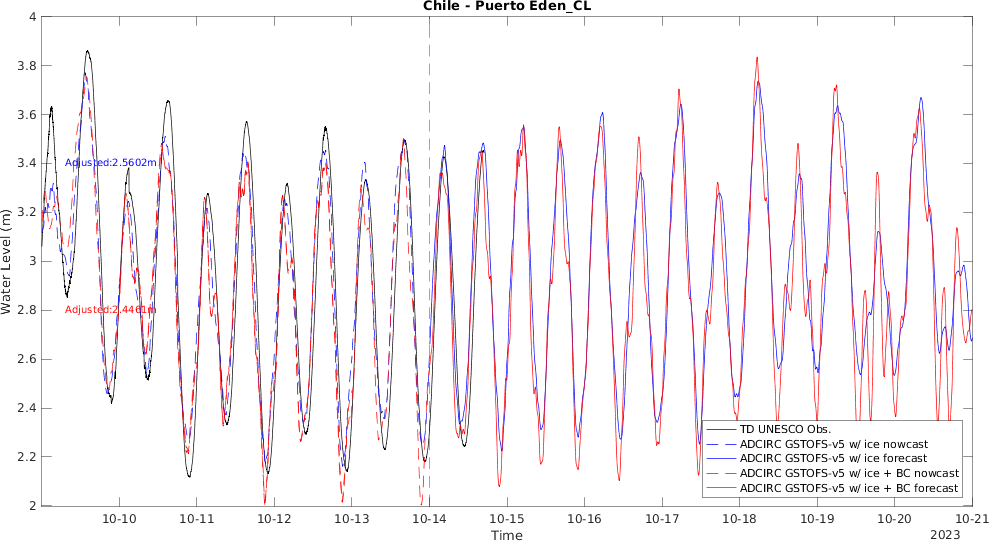 Chile - Puerto Eden_CL
Water Level (m)
4
3.8
3.6
3.4
3.2
3
2.8
2.6
2.4
2.2
2
Adjusted:2.5602m
Adjusted:2.4461m
TD UNESCO Obs.
ADCIRC GSTOFS-v5 w/ ice nowcast
ADCIRC GSTOFS-v5 w/ ice forecast
ADCIRC GSTOFS-v5 w/ ice + BC nowcast
ADCIRC GSTOFS-v5 w/ ice + BC forecast
10-10 10-11 10-12 10-13 10-14 10-15 10-16 10-17 10-18 10-19 10-20 10-21
Time
2023